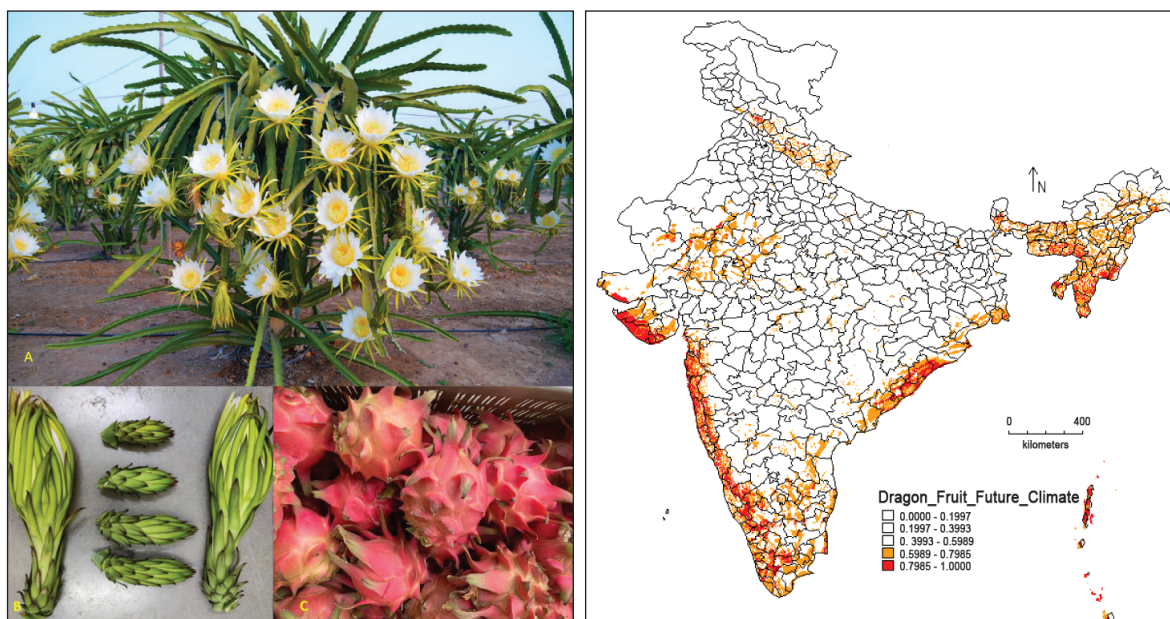 A
B
C
N
0 400
kilometers
Dragon_Fruit_Future_Climate
0.0000 - 0.1997
0.1997 - 0.3993
0. 3993 - 0.5989
0.5989 - 0.7985
0.7985 - 1.0000